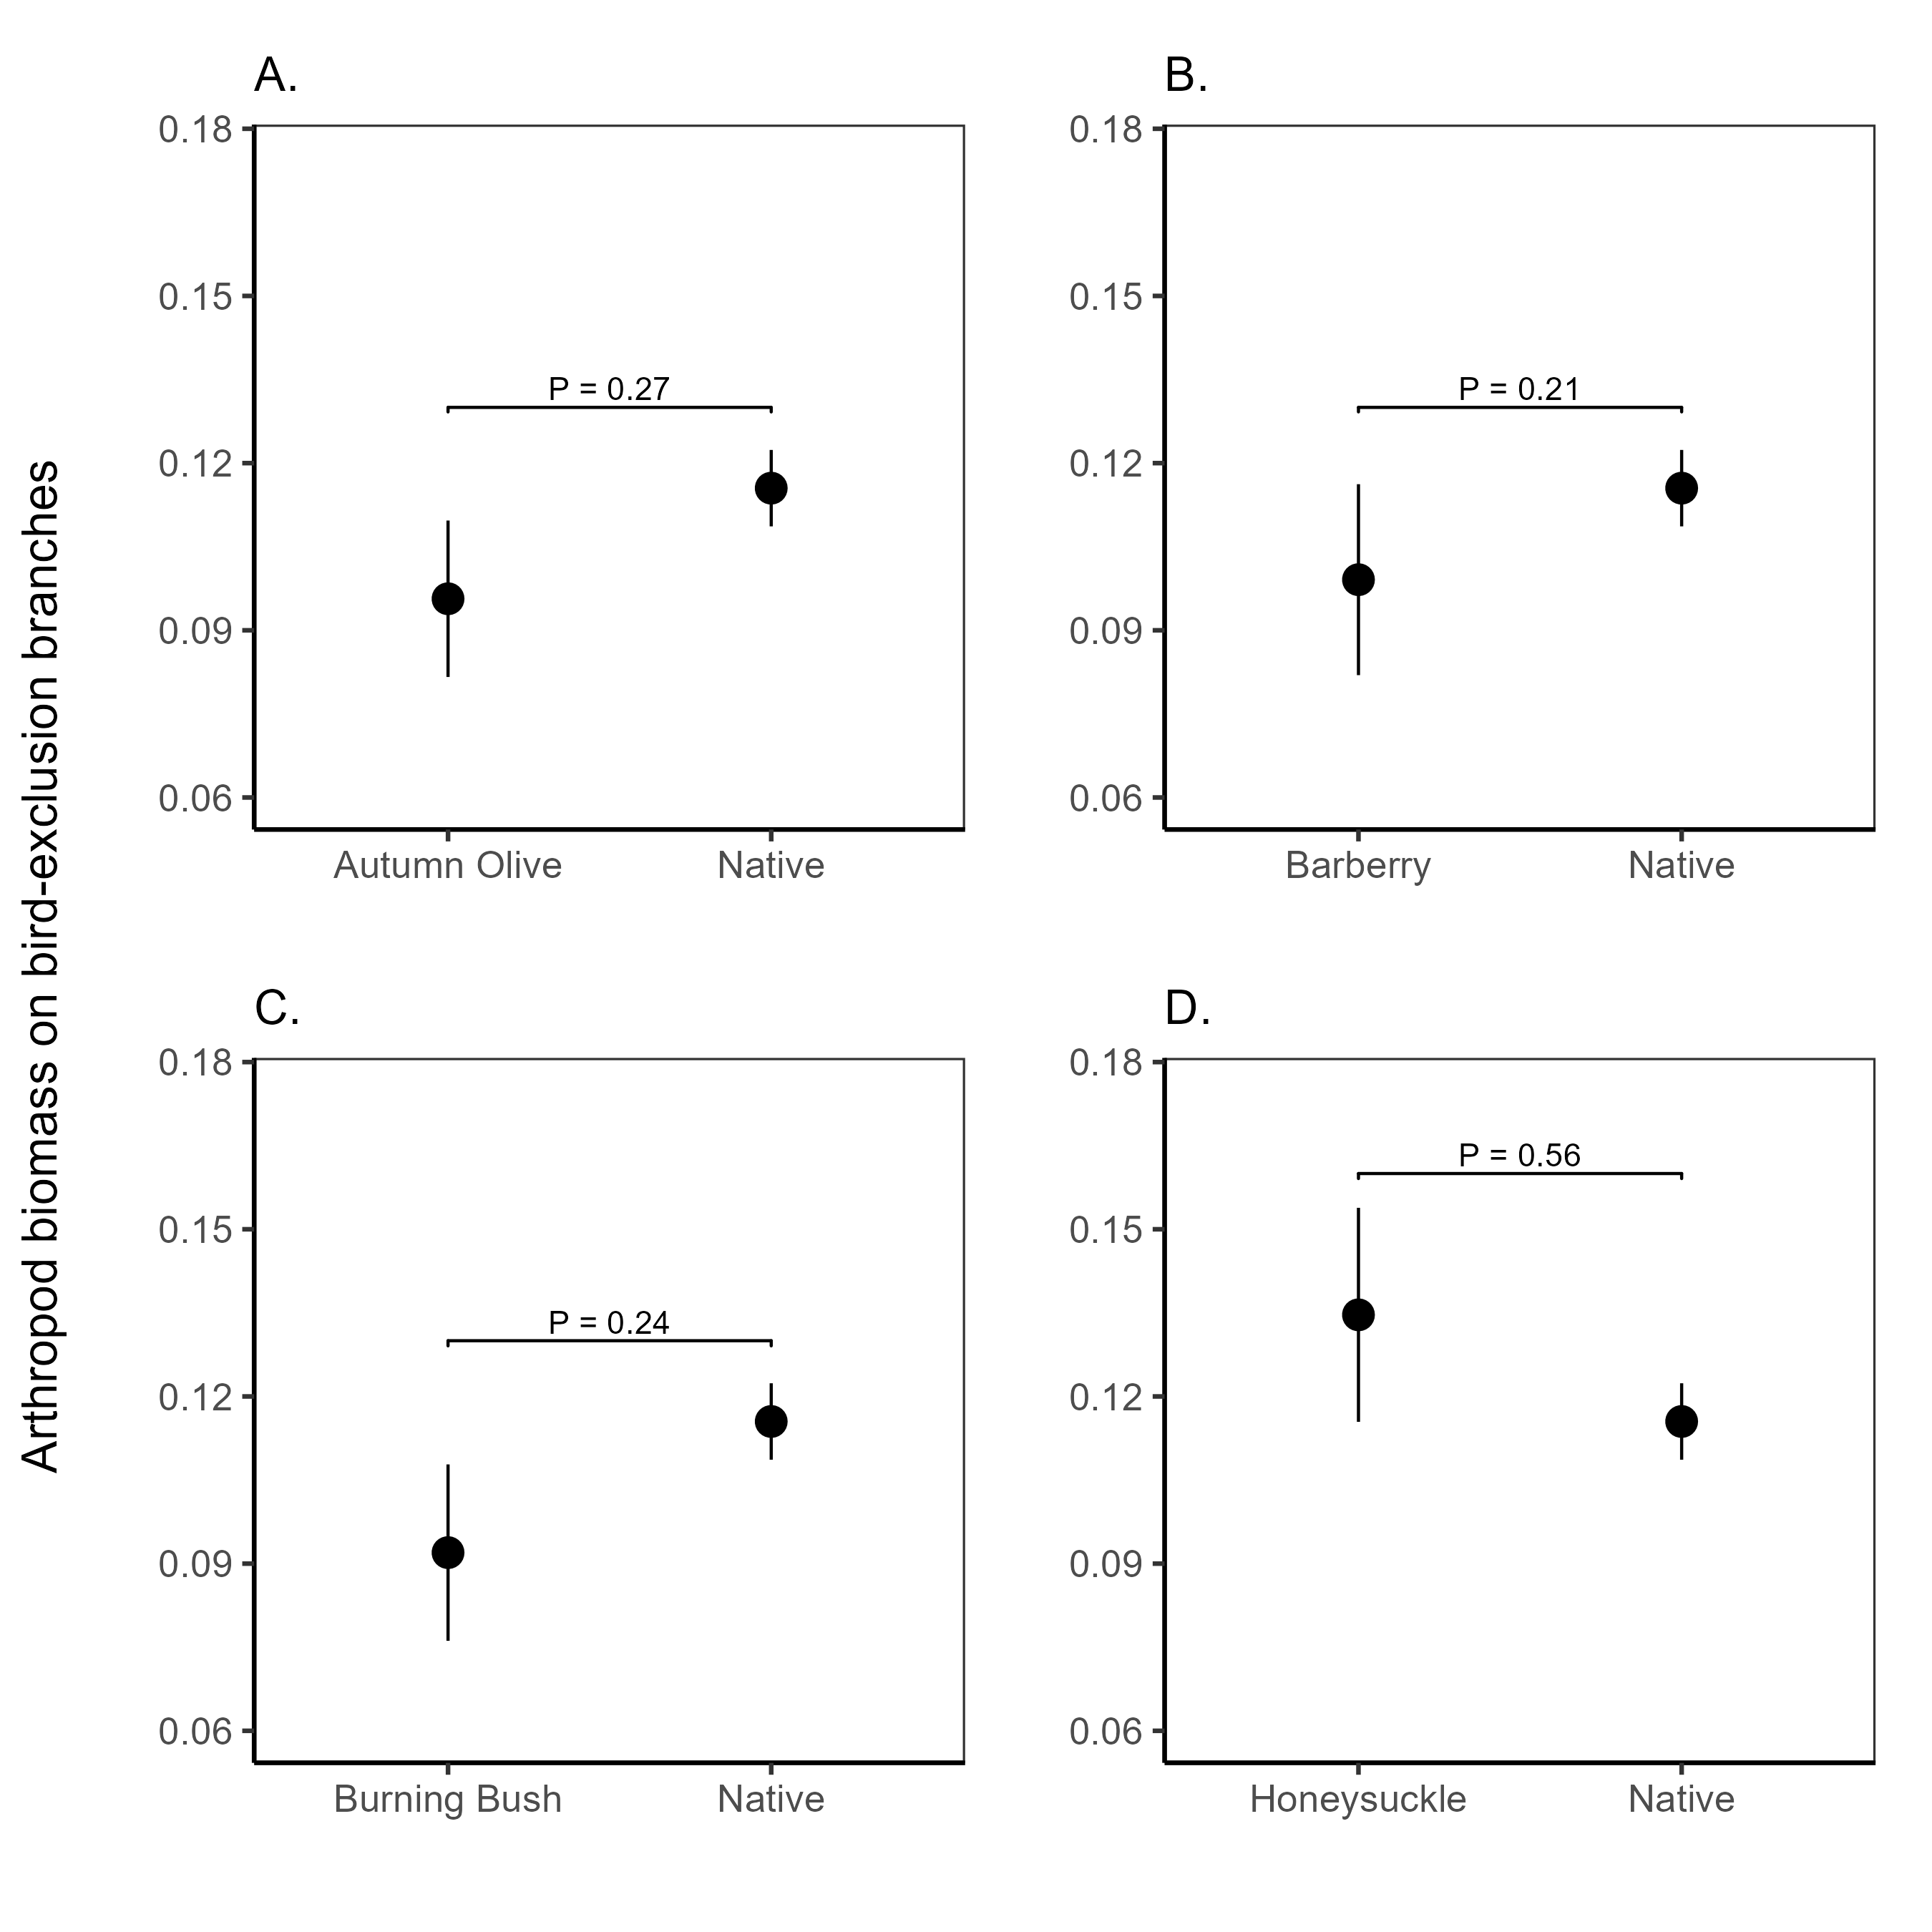 Arthropod biomass on bird-exclusion branches
A.
0.18
0.15
0.12
0.09
0.06
P = 0.27
Autumn Olive
Native
B.
0.18
0.15
0.12
0.09
0.06
P = 0.21
Barberry
Native
C.
0.18
0.15
0.12
0.09
0.06
P = 0.24
Burning Bush
Native
D.
0.18
0.15
0.12
0.09
0.06
P = 0.56
Honeysuckle
Native